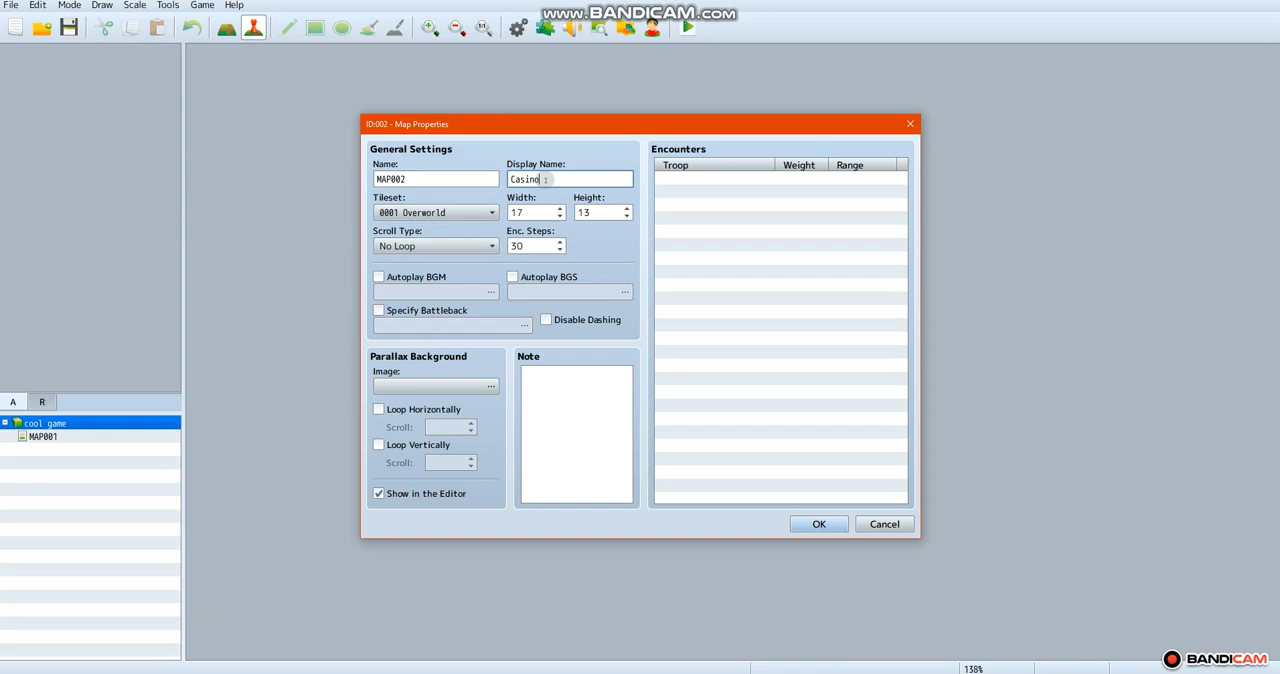 www.BANDICAM.com
File Edit Mode Draw Scale Tools Game Help
1:1
ID:002 - Map Properties
General Settings
Name:
Display Name:
MAP002
Casino
Tileset:
Width:
Height:
0001 Overworld
17
13
Scroll Type:
Enc. Steps:
No Loop
30
Autoplay BGM
Autoplay BGS
...
...
Specify Battleback
...
Disable Dashing
Parallax Background
Image:
...
Loop Horizontally
Scroll:
Loop Vertically
Scroll:
Show in the Editor
Note
Encounters
Troop Weight Range
OK Cancel
A R
cool game
MAP001
138%
BANDICAM